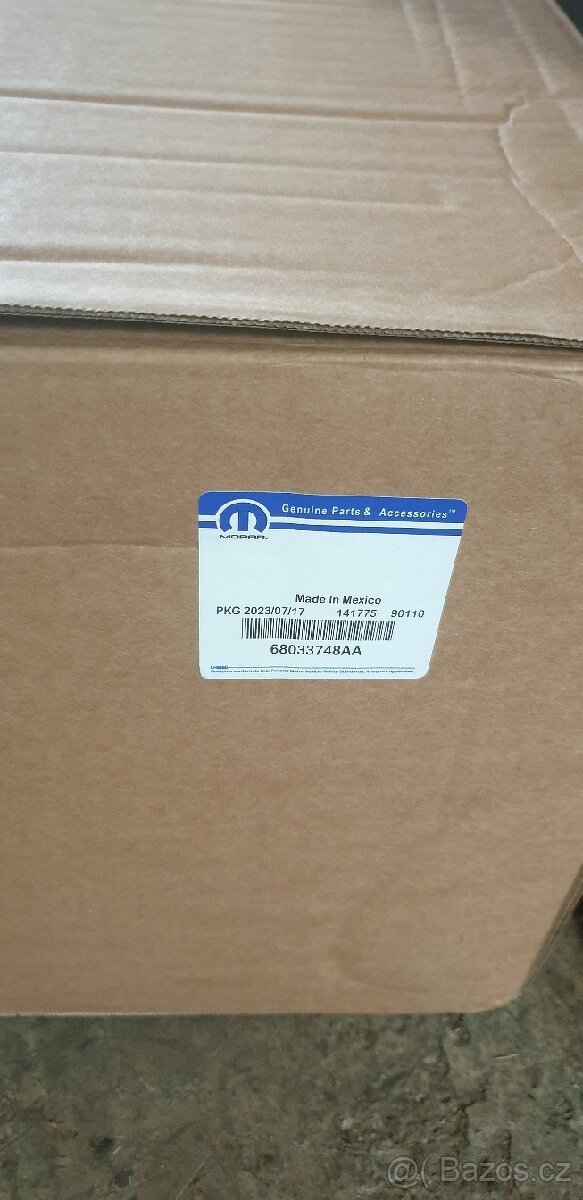 Genuine Parts & Accessories™
MOPAR
Made In Mexico
PKG 2023/07/17 141775 90110
68033748AA
Bazos.cz